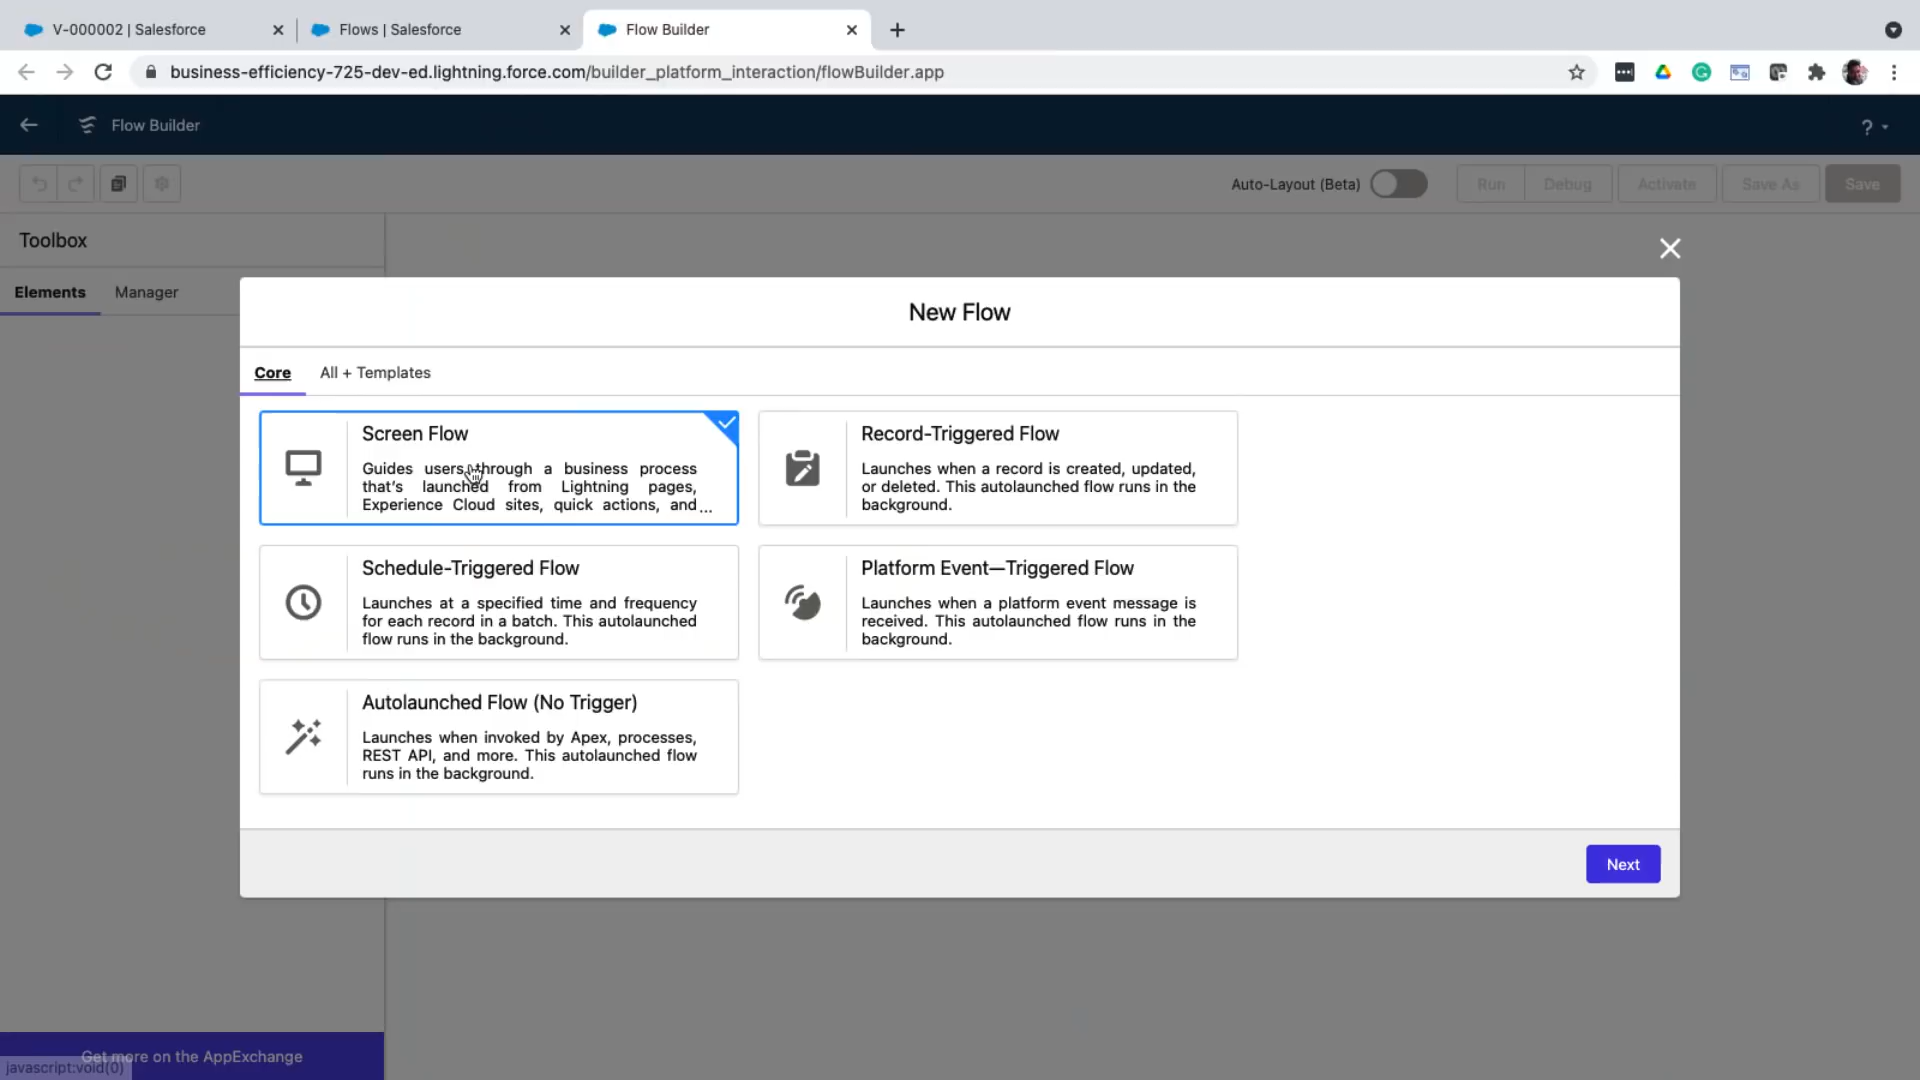 V-000002 | Salesforce
Flows | Salesforce
Flow Builder
business-efficiency-725-dev-ed.lightning.force.com/builder_platform_interaction/flowBuilder.app
Flow Builder
?
Auto-Layout (Beta)
Run
Debug
Activate
Save As
Save
Toolbox
Elements
Manager
New Flow
Core
All + Templates
Screen Flow
Guides users through a business process
that's launched from Lightning pages,
Experience Cloud sites, quick actions, and...
Record-Triggered Flow
Launches when a record is created, updated,
or deleted. This autolaunched flow runs in the
background.
Schedule-Triggered Flow
Launches at a specified time and frequency
for each record in a batch. This autolaunched
flow runs in the background.
Platform Event—Triggered Flow
Launches when a platform event message is
received. This autolaunched flow runs in the
background.
Autolaunched Flow (No Trigger)
Launches when invoked by Apex, processes,
REST API, and more. This autolaunched flow
runs in the background.
Next
Get more on the AppExchange
javascript:void(0)